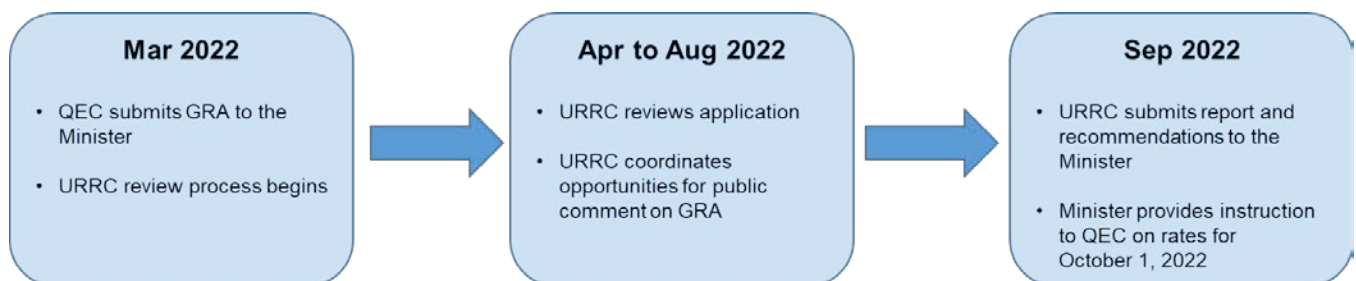 Mar 2022
• QEC submits GRA to the
Minister
• URRC review process begins
Apr to Aug 2022
• URRC reviews application
• URRC coordinates
opportunities for public
comment on GRA
Sep 2022
• URRC submits report and
recommendations to the
Minister
• Minister provides instruction
to QEC on rates for
October 1, 2022